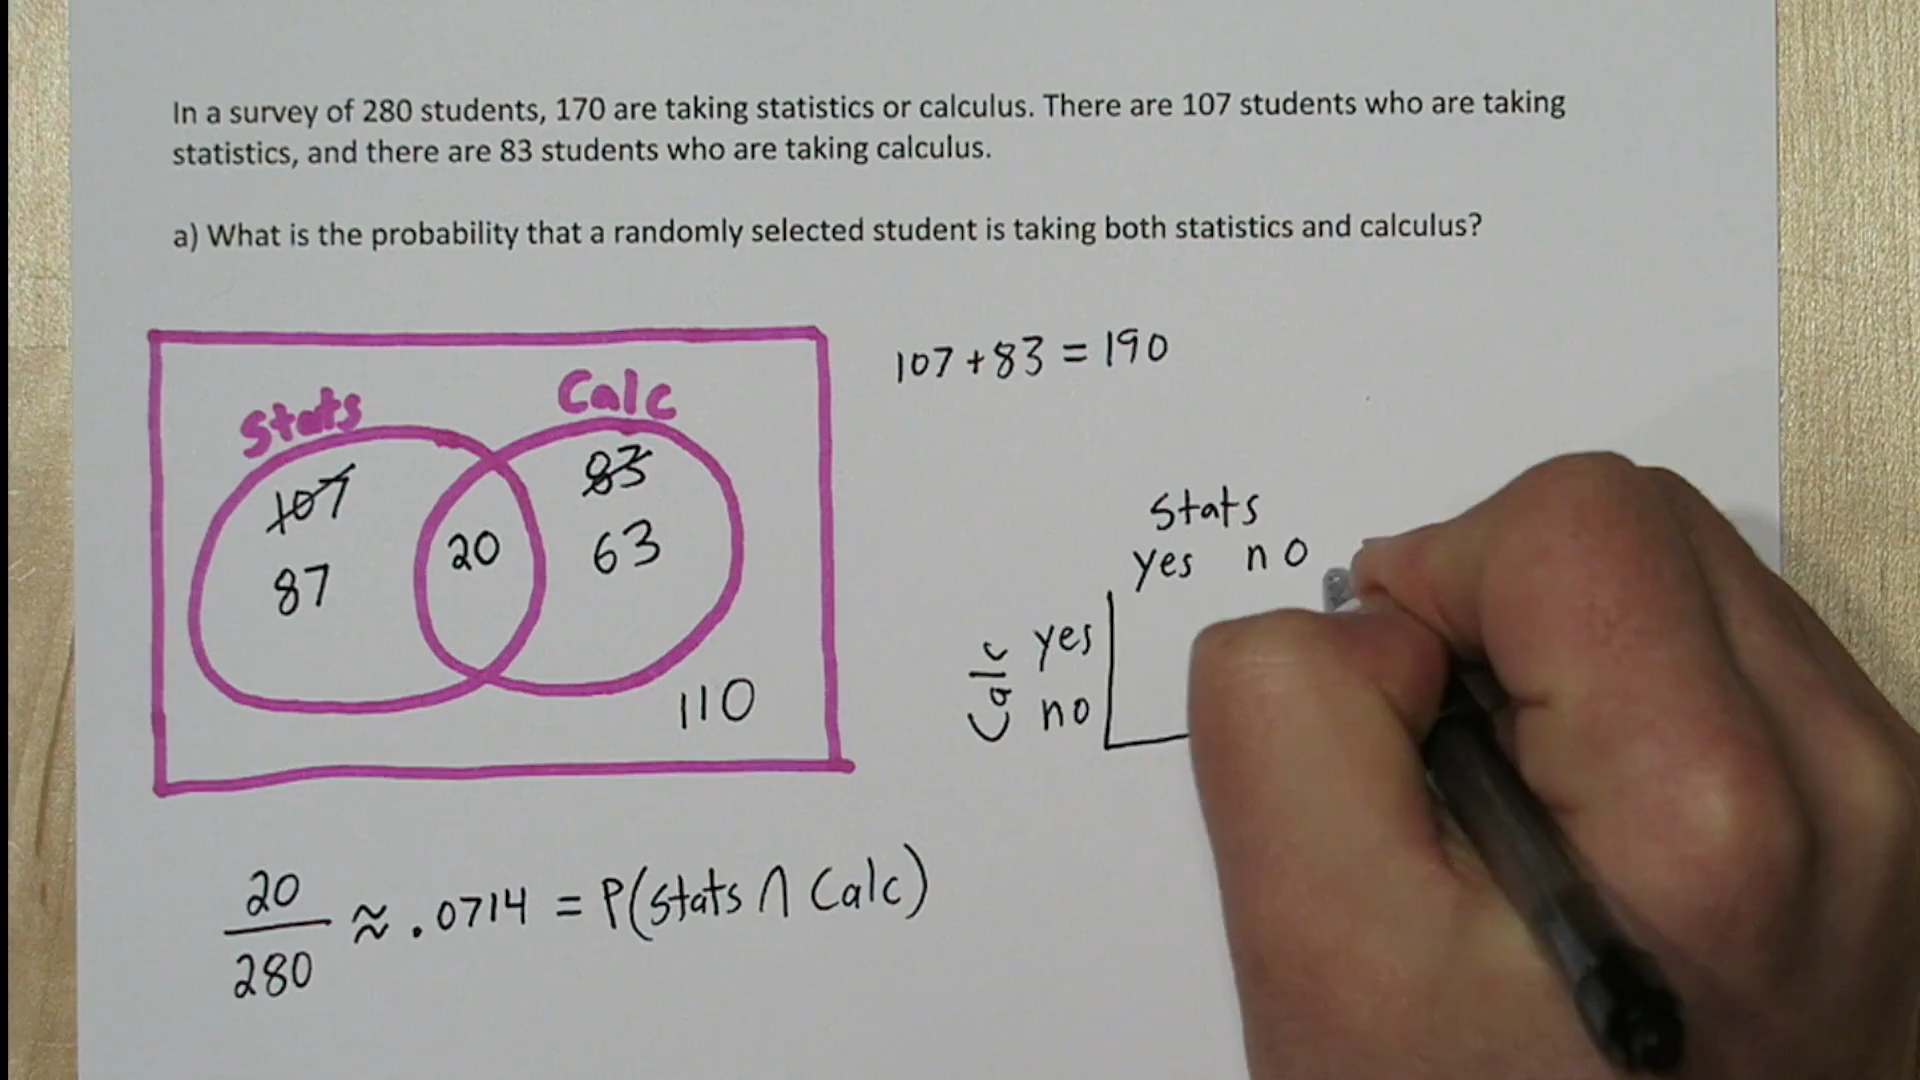 In a survey of 280 students, 170 are taking statistics or calculus. There are 107 students who are taking
statistics, and there are 83 students who are taking calculus.
a) What is the probability that a randomly selected student is taking both statistics and calculus?
107 + 83 = 190
Stats
Calc
107
83
87
20
63
110
Stats
yes no
Calc
yes
no
20
280
≈ .0714 = P(Stats ∩ Calc)